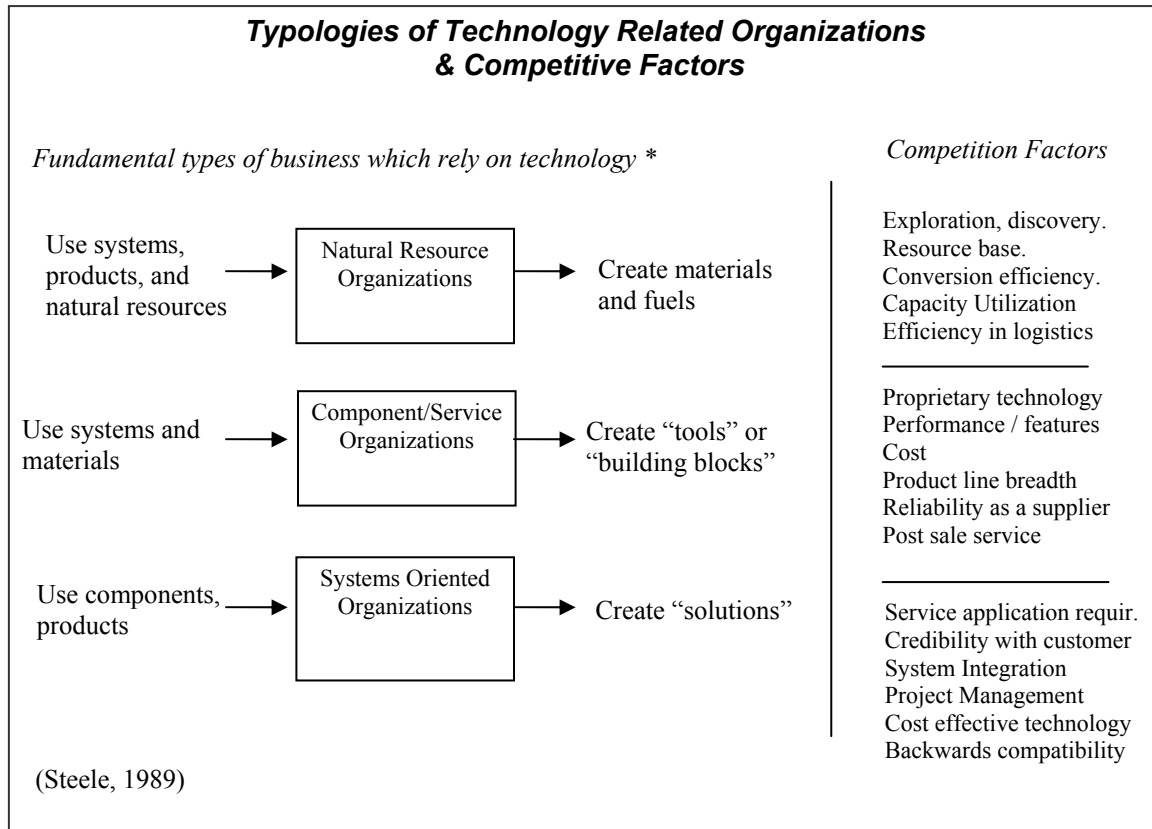 Typologies of Technology Related Organizations
& Competitive Factors
Fundamental types of business which rely on technology *
Competition Factors
Use systems,
products, and
natural resources
Natural Resource
Organizations
Create materials
and fuels
Exploration, discovery.
Resource base.
Conversion efficiency.
Capacity Utilization
Efficiency in logistics
Use systems and
materials
Component/Service
Organizations
Create “tools” or
“building blocks”
Proprietary technology
Performance / features
Cost
Product line breadth
Reliability as a supplier
Post sale service
Use components,
products
Systems Oriented
Organizations
Create “solutions”
Service application requir.
Credibility with customer
System Integration
Project Management
Cost effective technology
Backwards compatibility
(Steele, 1989)